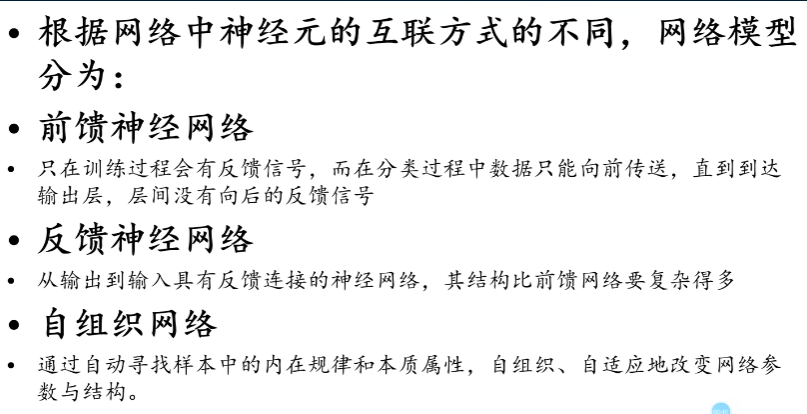 • 根据网络中神经元的互联方式的不同，网络模型
分为：
• 前馈神经网络
• 只在训练过程会有反馈信号，而在分类过程中数据只能向前传送，直到到达
输出层，层间没有向后的反馈信号
• 反馈神经网络
• 从输出到输入具有反馈连接的神经网络，其结构比前馈网络要复杂得多
• 自组织网络
• 通过自动寻找样本中的内在规律和本质属性，自组织、自适应地改变网络参
数与结构。